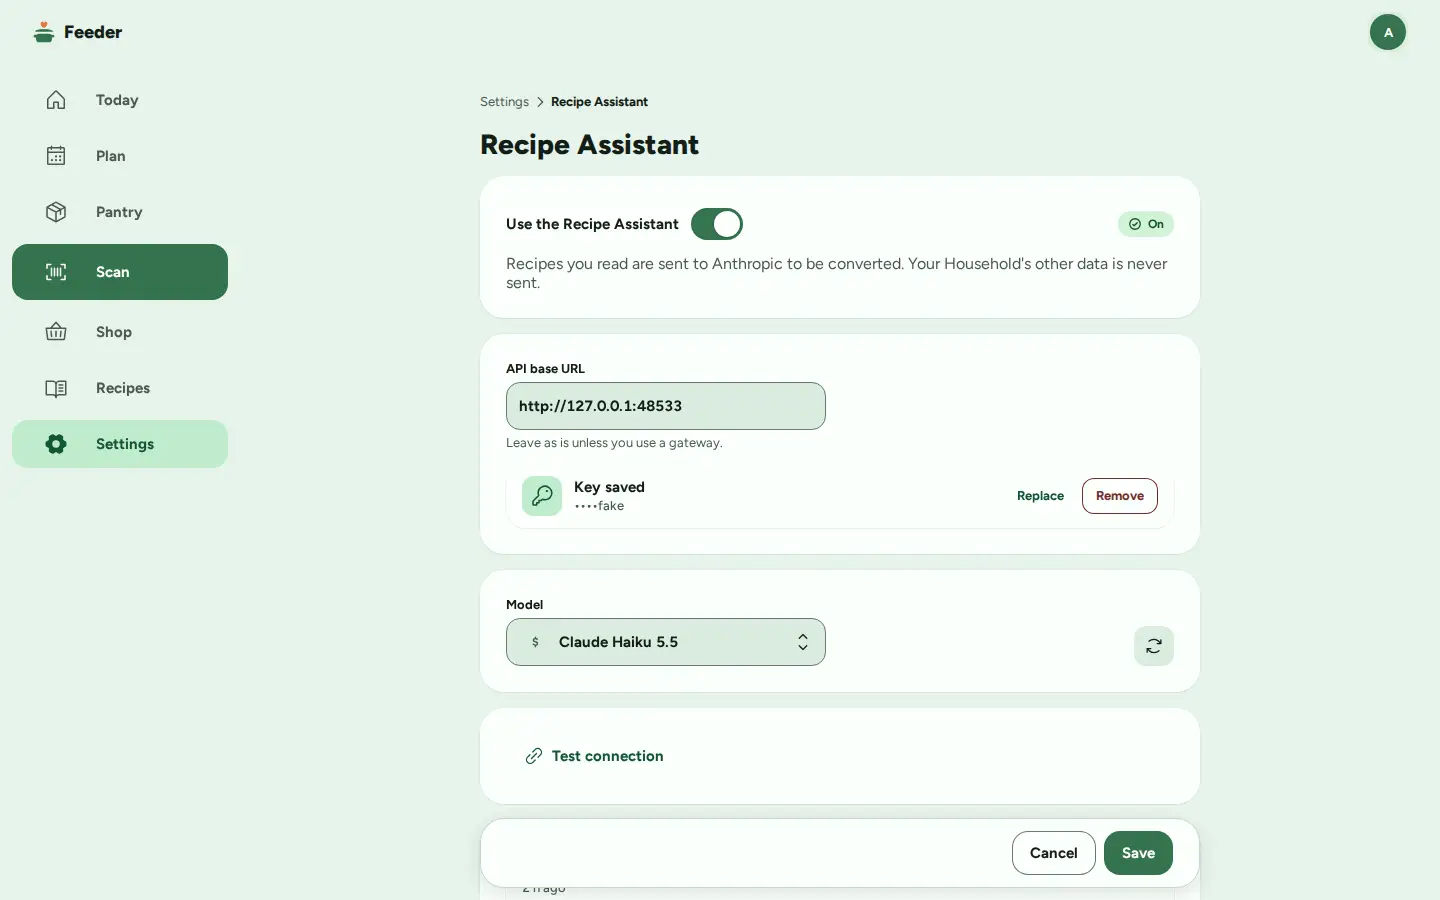 Feeder
A
Today
Plan
Pantry
Scan
Shop
Recipes
Settings
Settings > Recipe Assistant
Recipe Assistant
Use the Recipe Assistant
On
Recipes you read are sent to Anthropic to be converted. Your Household's other data is never
sent.
API base URL
http://127.0.0.1:48533
Leave as is unless you use a gateway.
Key saved
••••fake
Replace
Remove
Model
$ Claude Haiku 5.5
Test connection
Cancel
Save